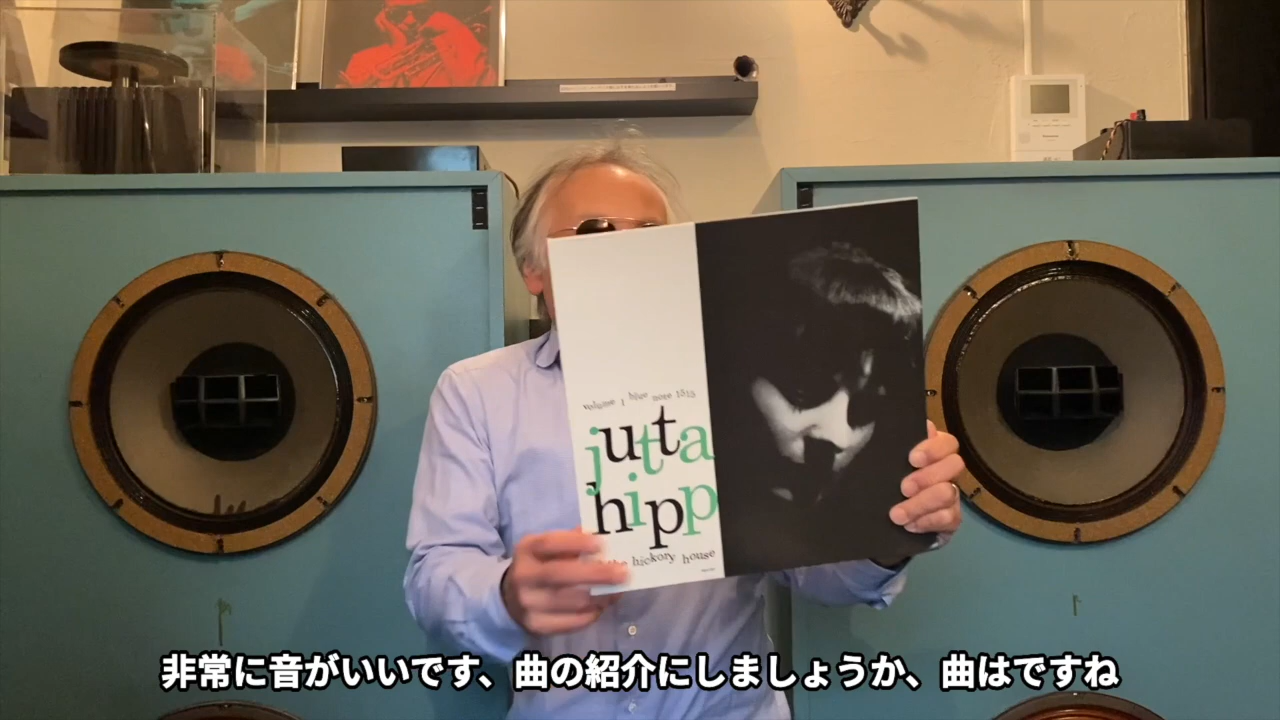 Panasonic
volume 1 blue note 1515
jutta
hipp
the hickory house
非常に音がいいです、曲の紹介にしましょうか、曲はですね